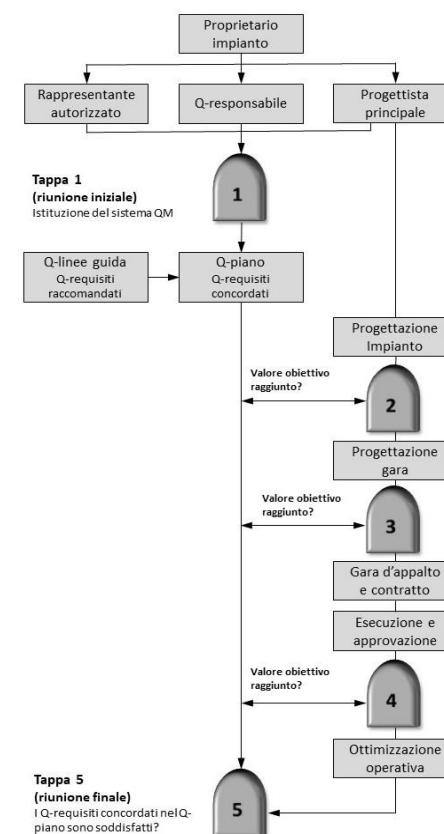 Proprietario
impianto
Rappresentante
autorizzato
Q-responsabile
Progettista
principale
Tappa 1
(riunione iniziale)
Istituzione del sistema QM
1
Q-linee guida
Q-requisiti
raccomandati
Q-piano
Q-requisiti
concordati
Progettazione
Impianto
Valore obiettivo
raggiunto?
2
Progettazione
gara
Valore obiettivo
raggiunto?
3
Gara d'appalto
e contratto
Esecuzione e
approvazione
Valore obiettivo
raggiunto?
4
Ottimizzazione
operativa
Tappa 5
(riunione finale)
I Q-requisiti concordati nel Q-
piano sono soddisfatti?
5